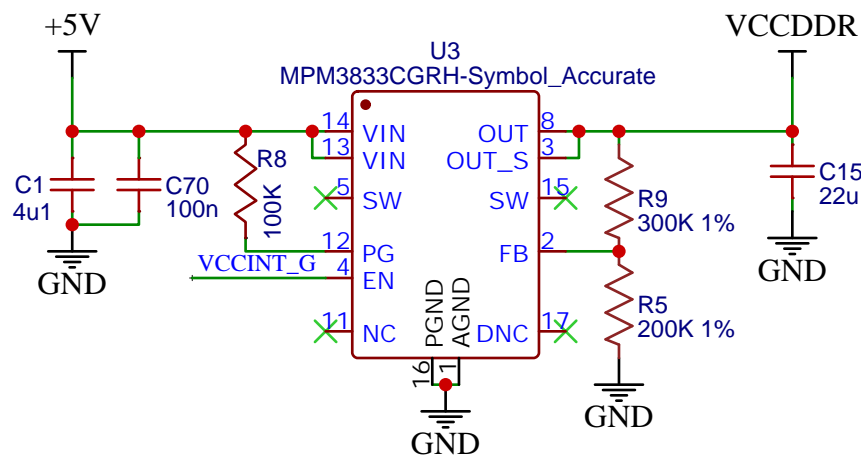 +5V
VCCDDR
U3
MPM3833CGRH-Symbol_Accurate
14 VIN OUT 8
13 VIN OUT_S 3
R8
100K
C1
4u1
C70
100n
5 SW SW 15
C15
22u
R9
300K 1%
12 PG FB 2
VCCINT_G
4 EN
GND
GND
R5
200K 1%
11 NC DNC 17
PGND
AGND
16
1
GND
GND